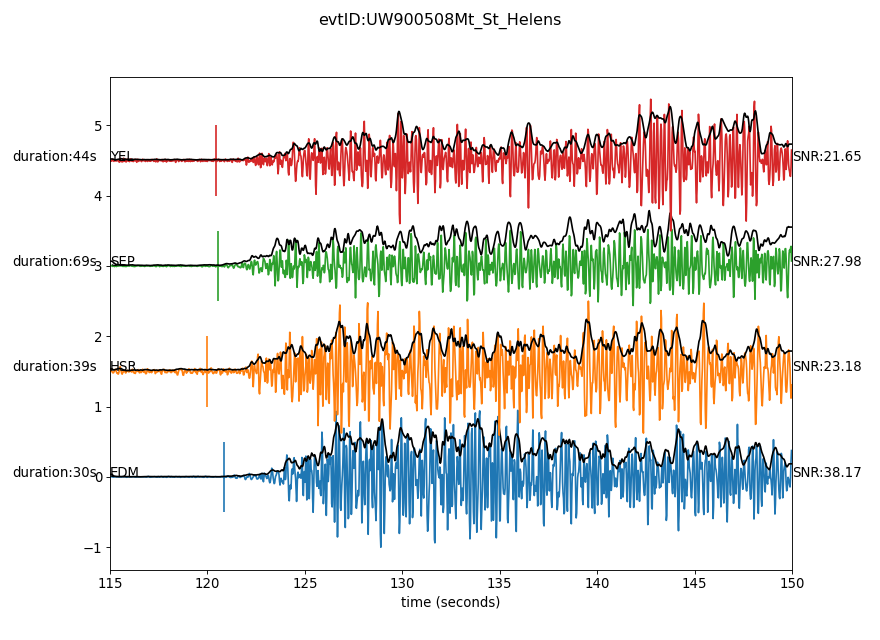 evtID:UW900508Mt_St_Helens
5
duration:44s YEL SNR:21.65
4
duration:69s 3 SEP SNR:27.98
2
duration:39s HSR SNR:23.18
1
duration:30s 0 EDM SNR:38.17
−1
115 120 125 130 135 140 145 150
time (seconds)